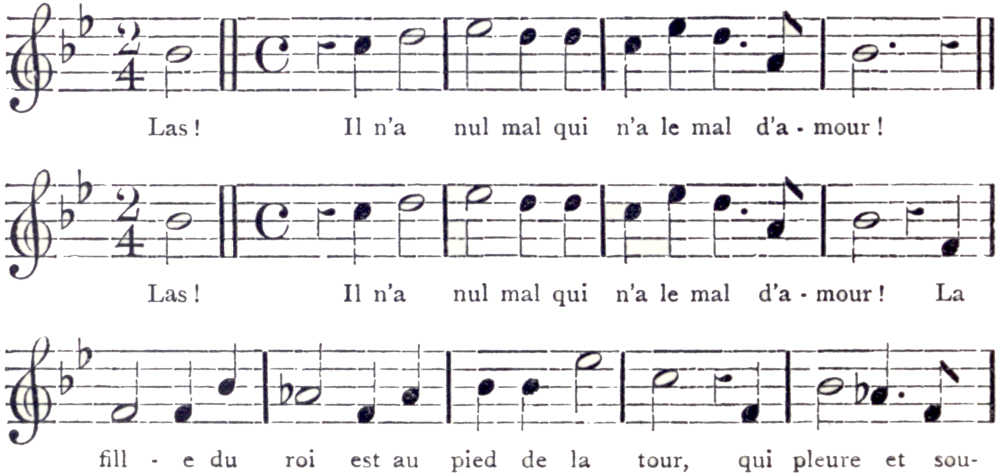 Las ! Il n'a nul mal qui n'a le mal d'a - mour !
Las ! Il n'a nul mal qui n'a le mal d'a - mour ! La
fill - e du roi est au pied de la tour, qui pleure et sou-